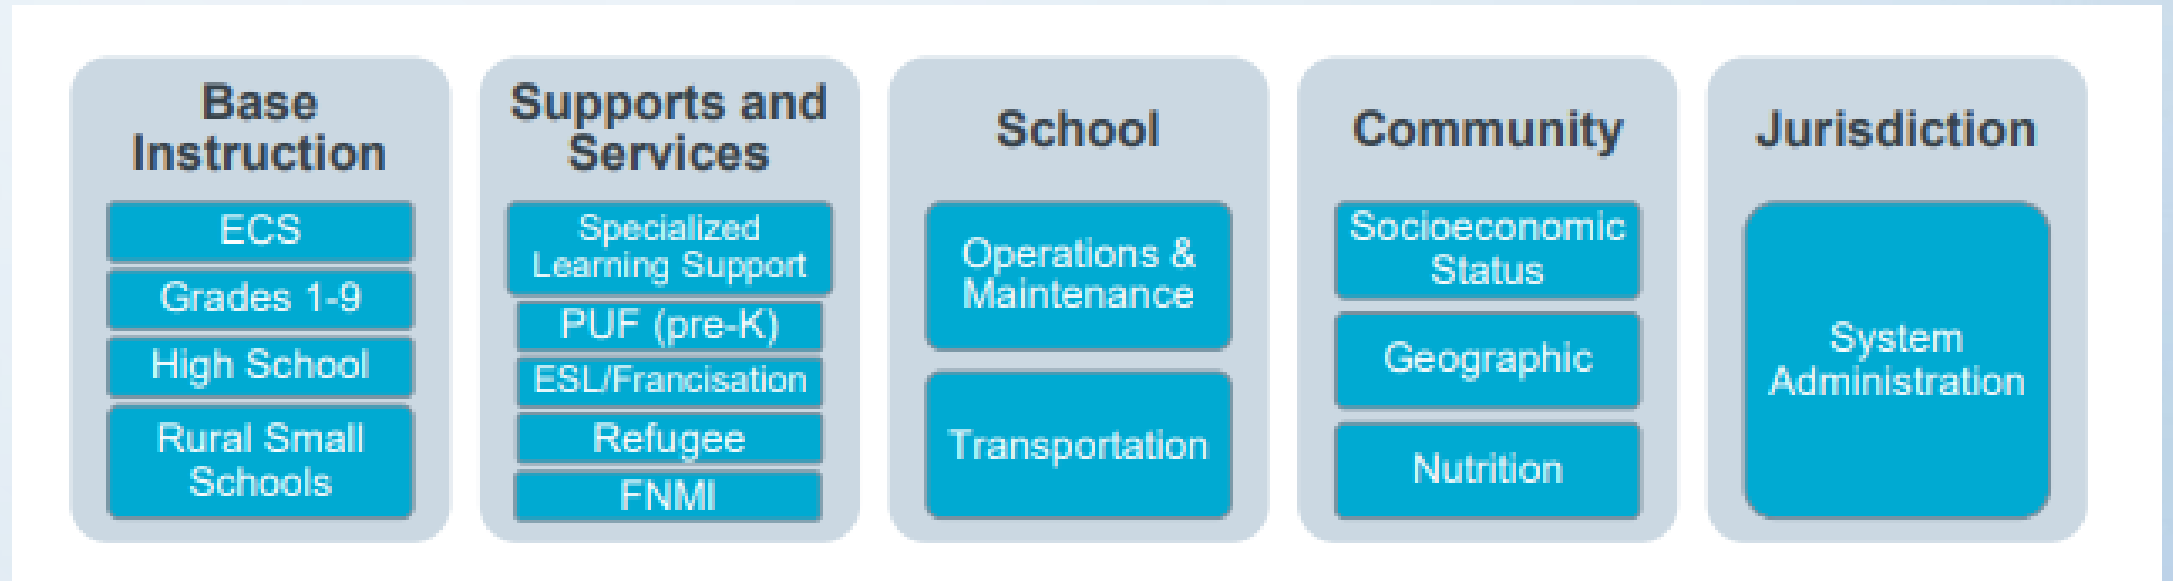 Base
Instruction
ECS
Grades 1-9
High School
Rural Small
Schools
Supports and
Services
Specialized
Learning Support
PUF (pre-K)
ESL/Francisation
Refugee
FNMI
School
Operations &
Maintenance
Transportation
Community
Socioeconomic
Status
Geographic
Nutrition
Jurisdiction
System
Administration